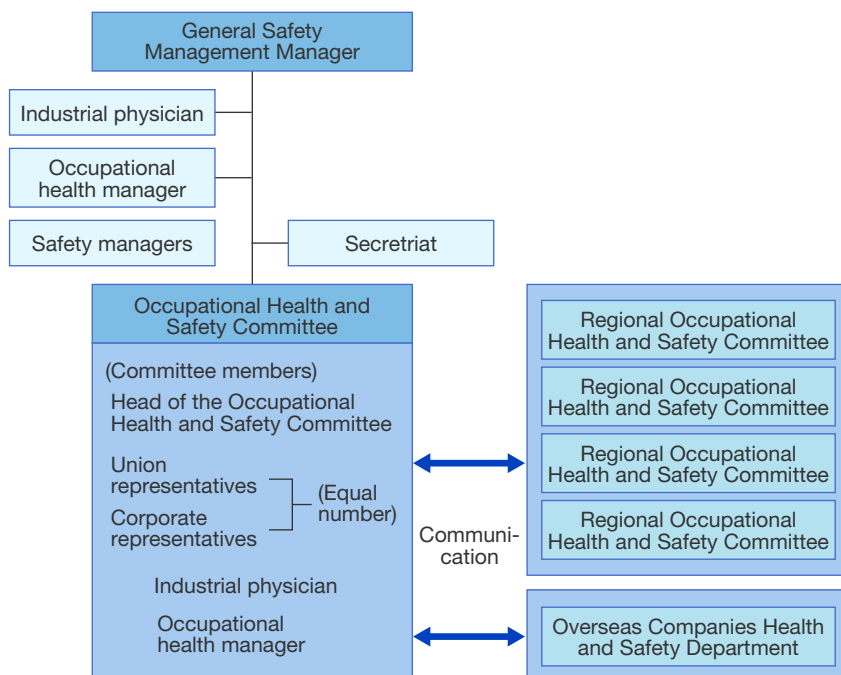 General Safety
Management Manager
Industrial physician
Occupational
health manager
Safety managers
Secretriat
Occupational Health and
Safety Committee
(Committee members)
Head of the Occupational
Health and Safety Committee
Union
representatives
Corporate
representatives
(Equal
number)
Industrial physician
Occupational
health manager
Communi-
cation
Regional Occupational
Health and Safety Committee
Regional Occupational
Health and Safety Committee
Regional Occupational
Health and Safety Committee
Regional Occupational
Health and Safety Committee
Overseas Companies Health
and Safety Department